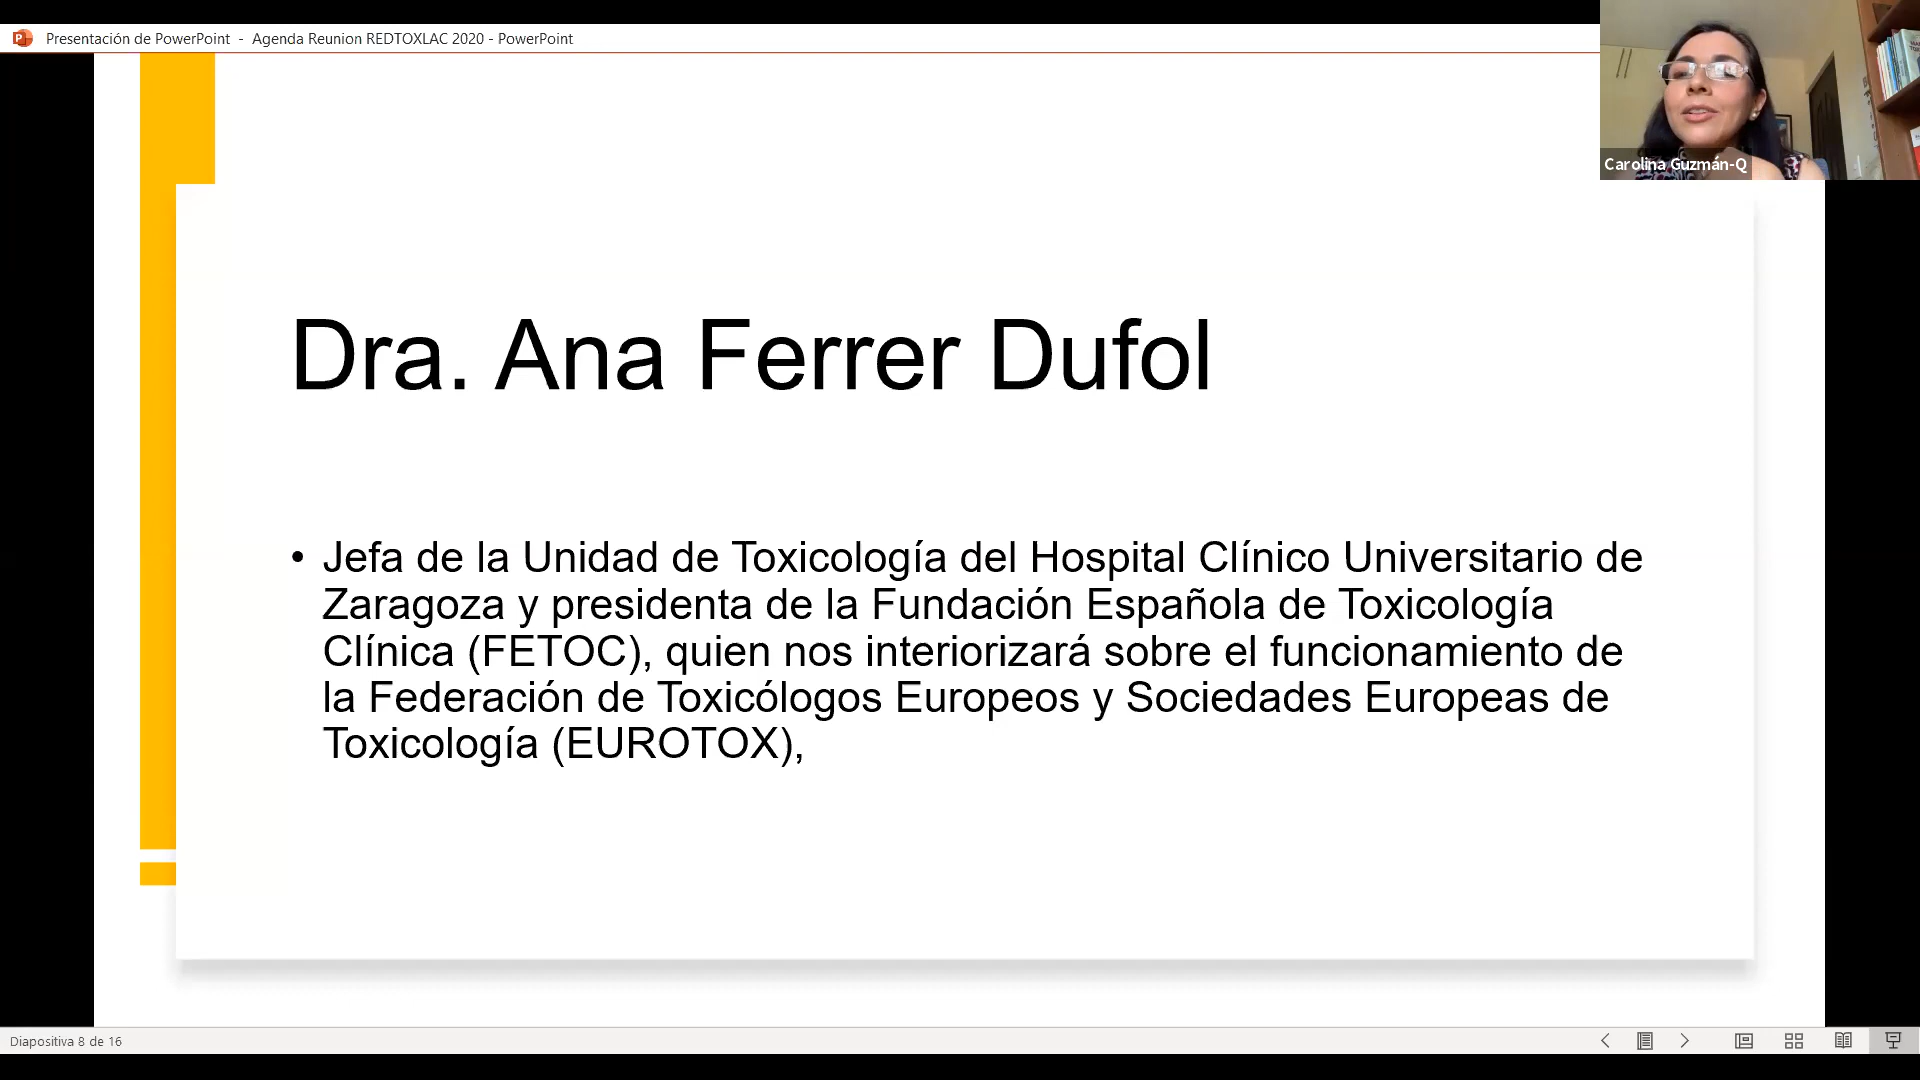 Presentación de PowerPoint - Agenda Reunion REDTOXLAC 2020 - PowerPoint
Carolina Guzmán-Q
Dra. Ana Ferrer Dufol
• Jefa de la Unidad de Toxicología del Hospital Clínico Universitario de
Zaragoza y presidenta de la Fundación Española de Toxicología
Clínica (FETOC), quien nos interiorizará sobre el funcionamiento de
la Federación de Toxicólogos Europeos y Sociedades Europeas de
Toxicología (EUROTOX),
Diapositiva 8 de 16